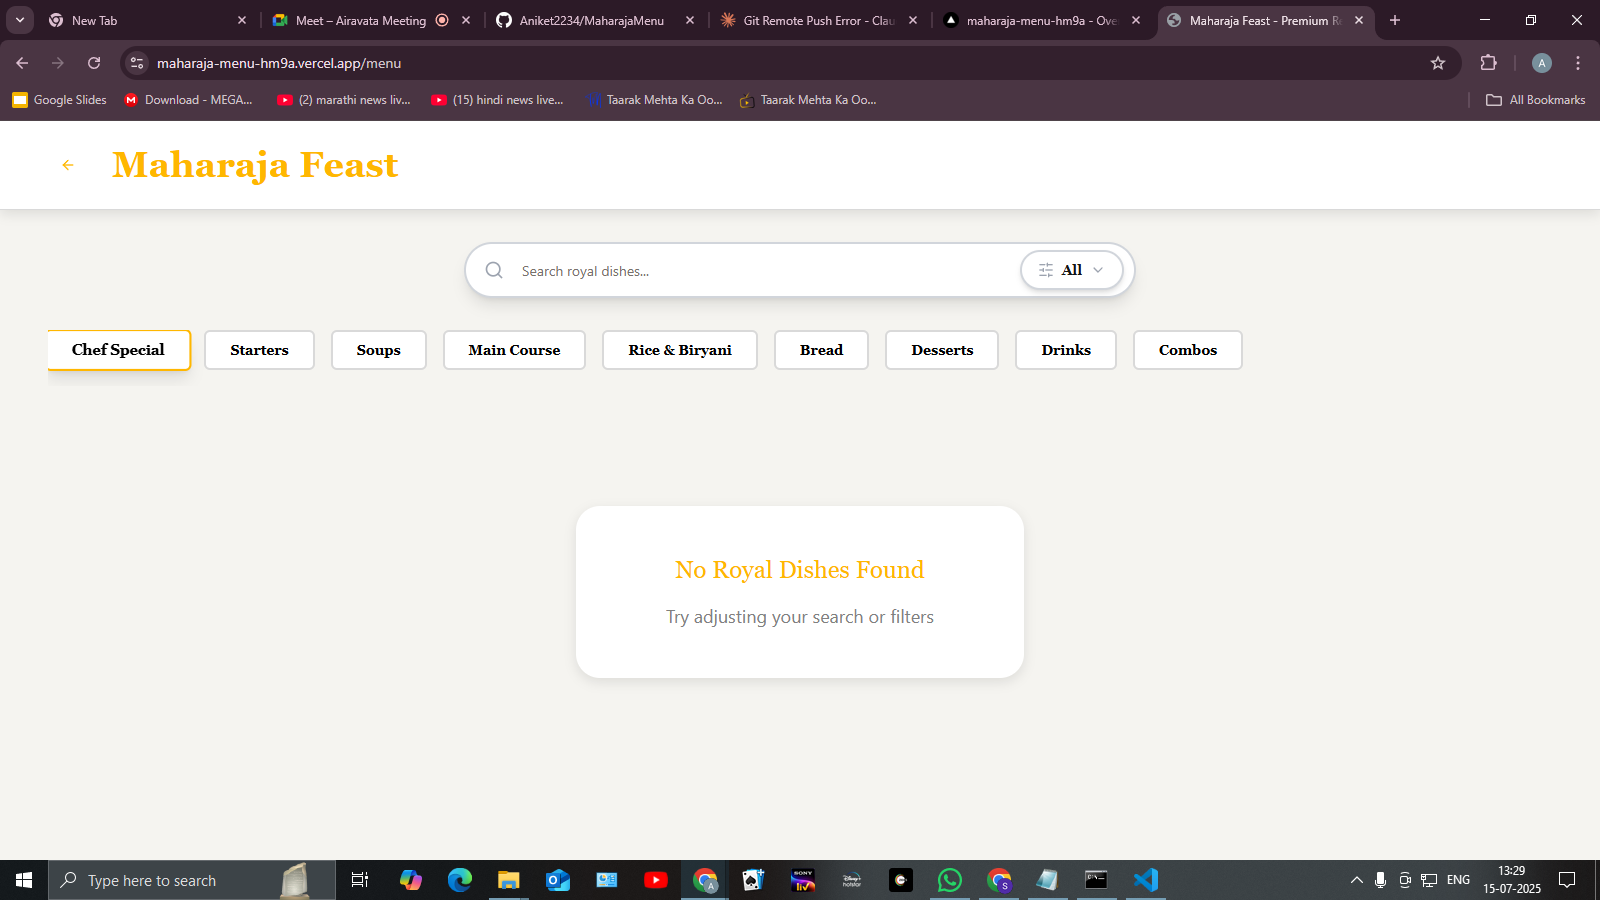 New Tab
Meet – Airavata Meeting
Aniket2234/MaharajaMenu
Git Remote Push Error - Clau
maharaja-menu-hm9a - Ove
Maharaja Feast - Premium R
maharaja-menu-hm9a.vercel.app/menu
A
Google Slides
Download - MEGA...
(2) marathi news liv...
(15) hindi news live...
Taarak Mehta Ka Oo...
Taarak Mehta Ka Oo...
All Bookmarks
Maharaja Feast
Search royal dishes...
All
Chef Special
Starters
Soups
Main Course
Rice & Biryani
Bread
Desserts
Drinks
Combos
No Royal Dishes Found
Try adjusting your search or filters
Type here to search
ENG
13:29
15-07-2025